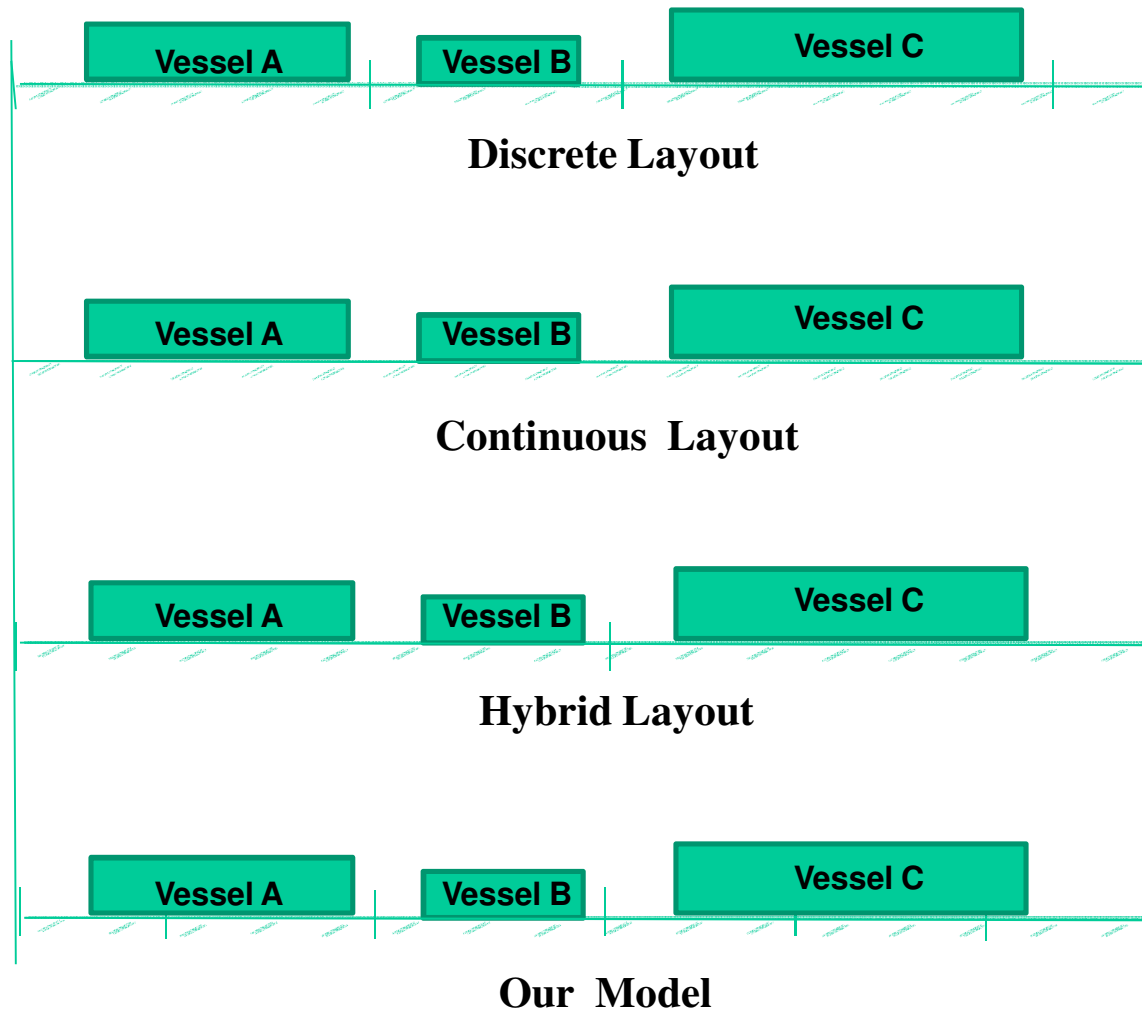 Vessel A Vessel B Vessel C
Discrete Layout
Vessel A Vessel B Vessel C
Continuous Layout
Vessel A Vessel B Vessel C
Hybrid Layout
Vessel A Vessel B Vessel C
Our Model